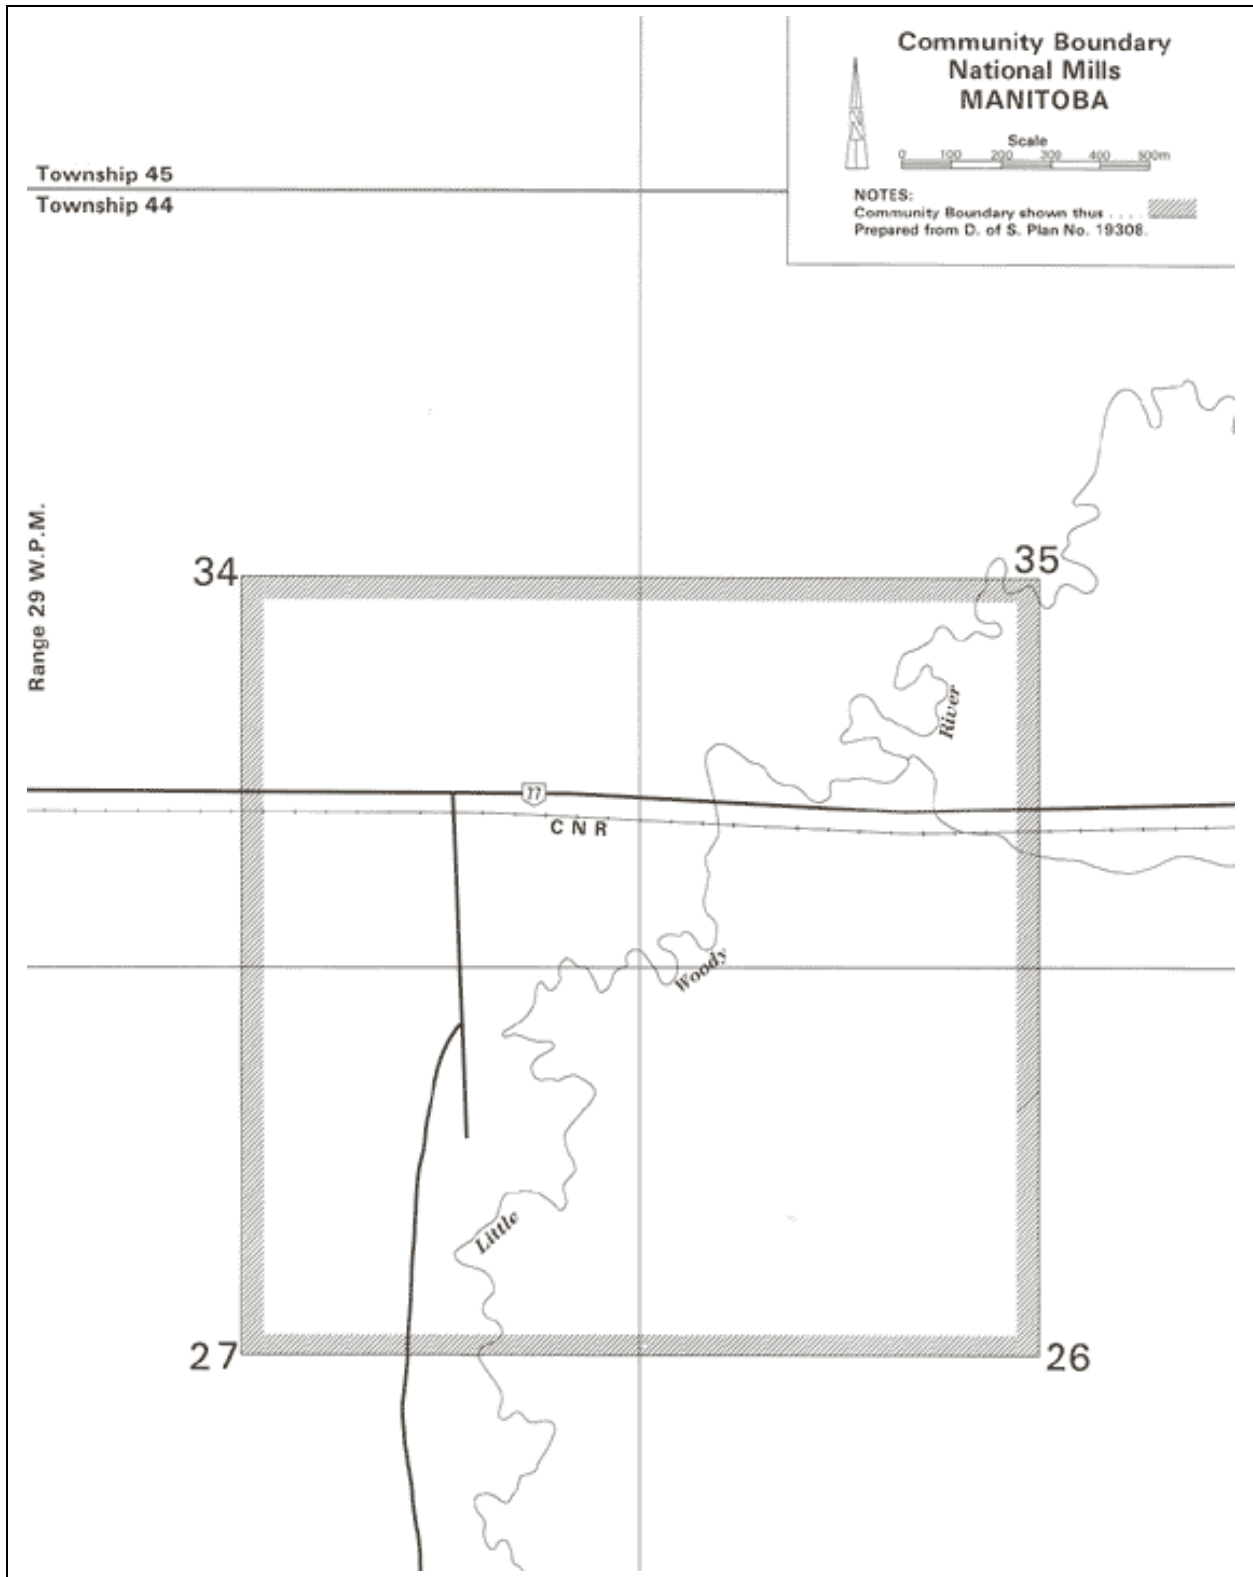 Community Boundary
National Mills
MANITOBA
Scale
0 100 200 300 400 500m
NOTES:
Community Boundary shown thus . . . .
Prepared from D. of S. Plan No. 19308.
Township 45
Township 44
Range 29 W.P.M.
34
35
River
77
C N R
Woody
Little
27
26